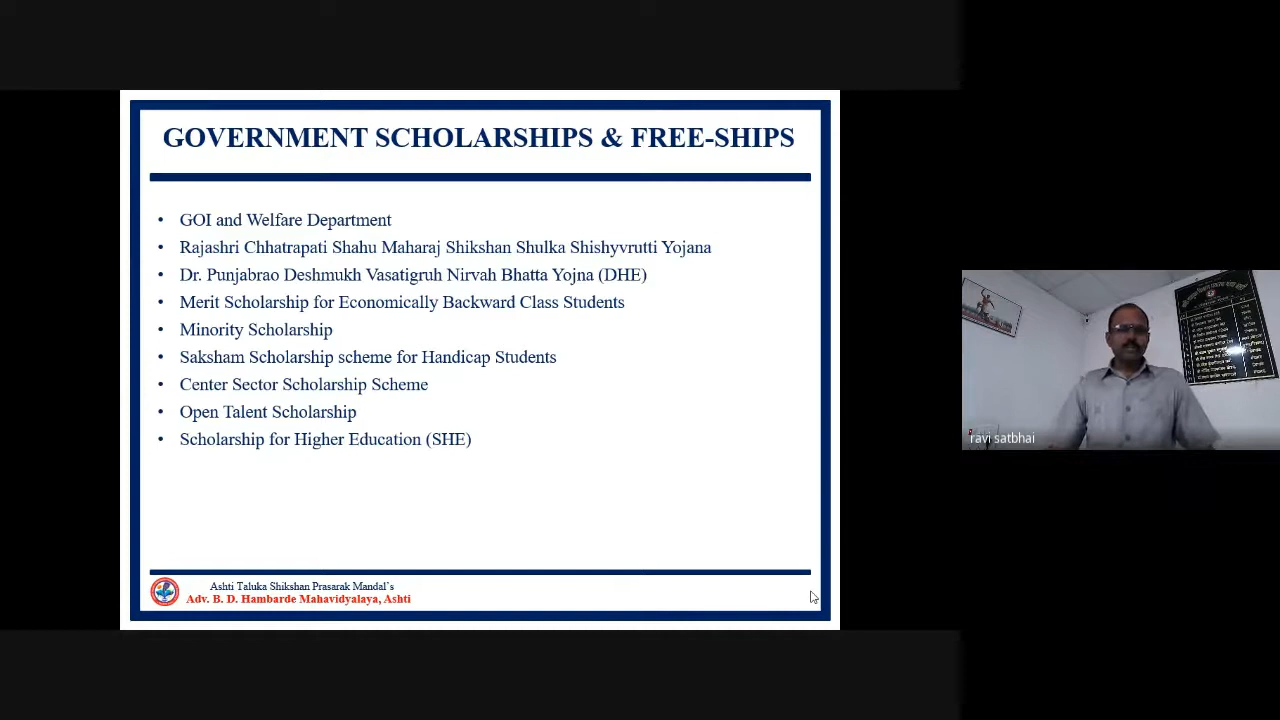 GOVERNMENT SCHOLARSHIPS & FREE-SHIPS
• GOI and Welfare Department
• Rajashri Chhatrapati Shahu Maharaj Shikshan Shulka Shishyvrutti Yojana
• Dr. Punjabrao Deshmukh Vasatigruh Nirvah Bhatta Yojna (DHE)
• Merit Scholarship for Economically Backward Class Students
• Minority Scholarship
• Saksham Scholarship scheme for Handicap Students
• Center Sector Scholarship Scheme
• Open Talent Scholarship
• Scholarship for Higher Education (SHE)
Ashti Taluka Shikshan Prasarak Mandal's
Adv. B. D. Hambarde Mahavidyalaya, Ashti
ravi satbhai